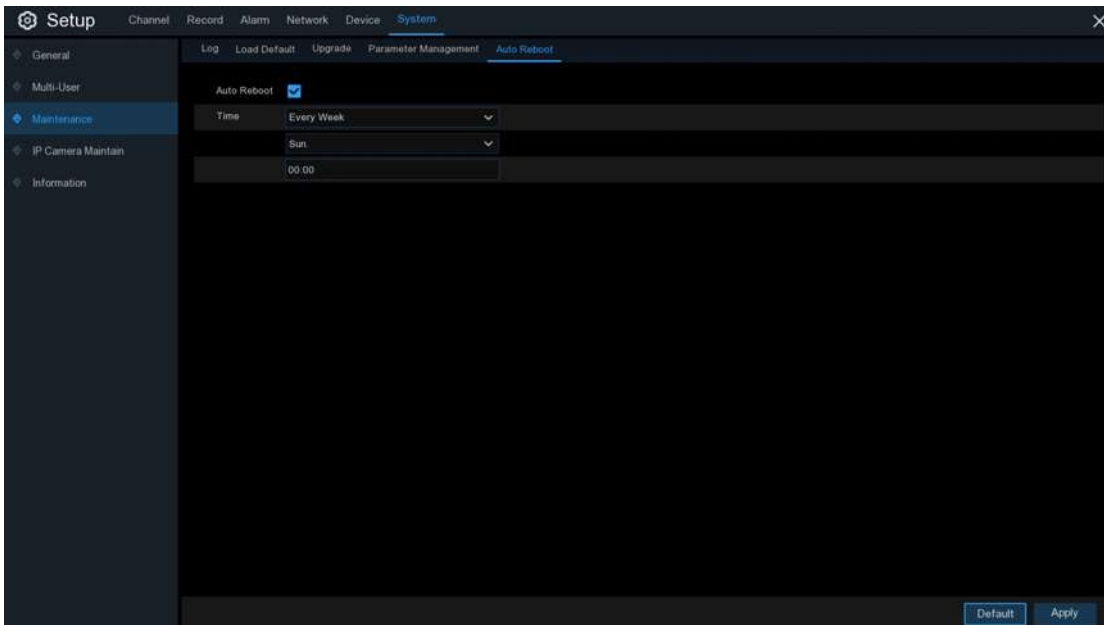 Setup Channel Record Alarm Network Device System
Log Load Default Upgrade Parameter Management Auto Reboot
General
Multi-User
Maintenance
IP Camera Maintain
Information
Auto Reboot
Time Every Week
Sun.
00:00
Default Apply